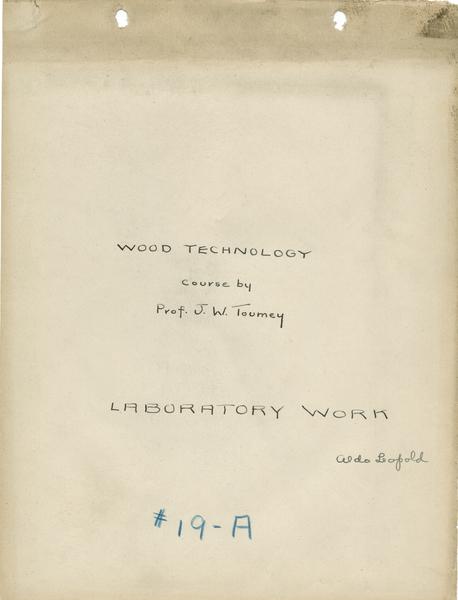 WOOD TECHNOLOGY
course by
Prof. J. W. Toumey
LABORATORY WORK
Aldo Leopold
#19-A